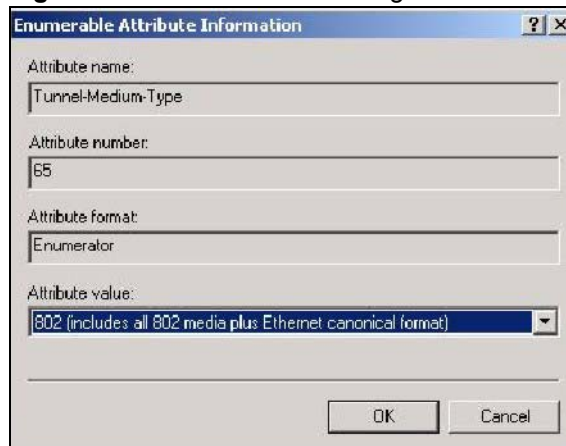 Enumerable Attribute Information
Attribute name:
Tunnel-Medium-Type
Attribute number:
65
Attribute format:
Enumerator
Attribute value:
802 (includes all 802 media plus Ethernet canonical format)
OK
Cancel